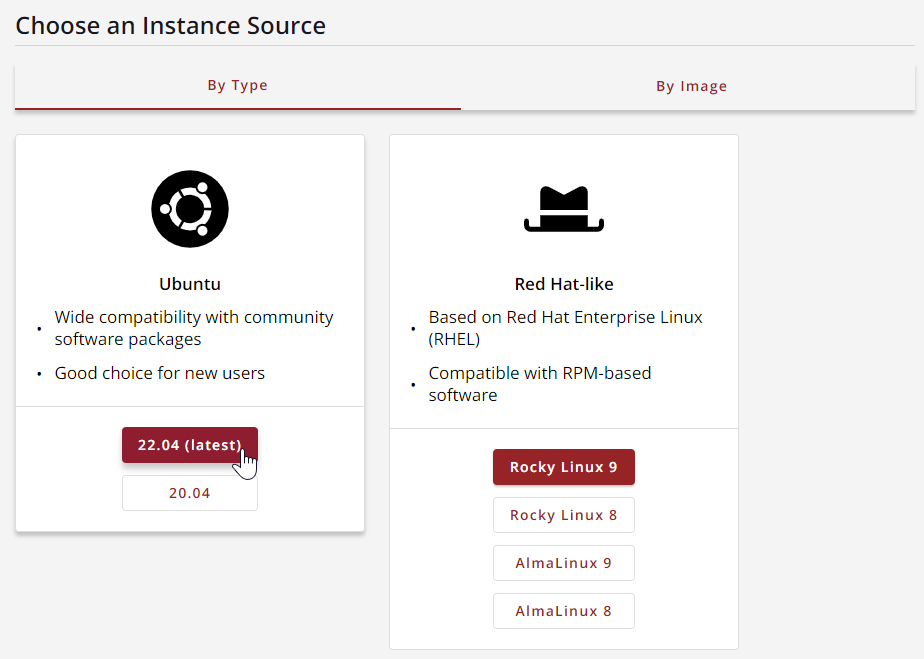 Choose an Instance Source
By Type
By Image
Ubuntu
• Wide compatibility with community
software packages
• Good choice for new users
22.04 (latest)
20.04
Red Hat-like
• Based on Red Hat Enterprise Linux
(RHEL)
• Compatible with RPM-based
software
Rocky Linux 9
Rocky Linux 8
AlmaLinux 9
AlmaLinux 8